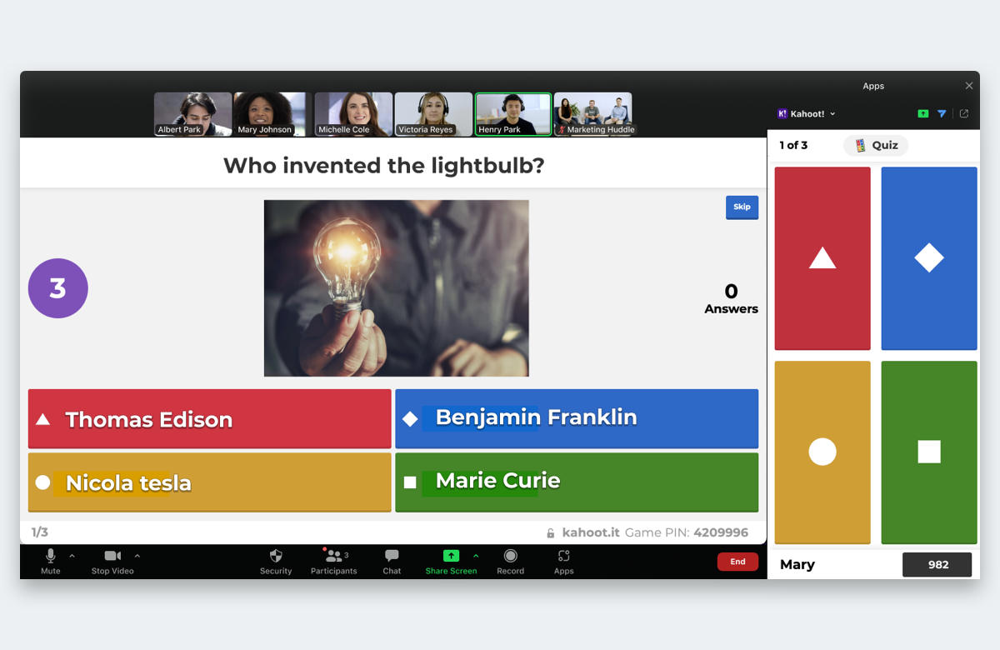 Apps
Albert Park
Mary Johnson
Michelle Cole
Victoria Reyes
Henry Park
Marketing Huddle
K! Kahoot!
Who invented the lightbulb?
1 of 3
Quiz
Skip
3
0
Answers
Thomas Edison
Benjamin Franklin
Nicola tesla
Marie Curie
1/3
kahoot.it Game PIN: 4209996
Mute
Stop Video
Security
Participants
3
Chat
Share Screen
Record
Apps
End
Mary
982